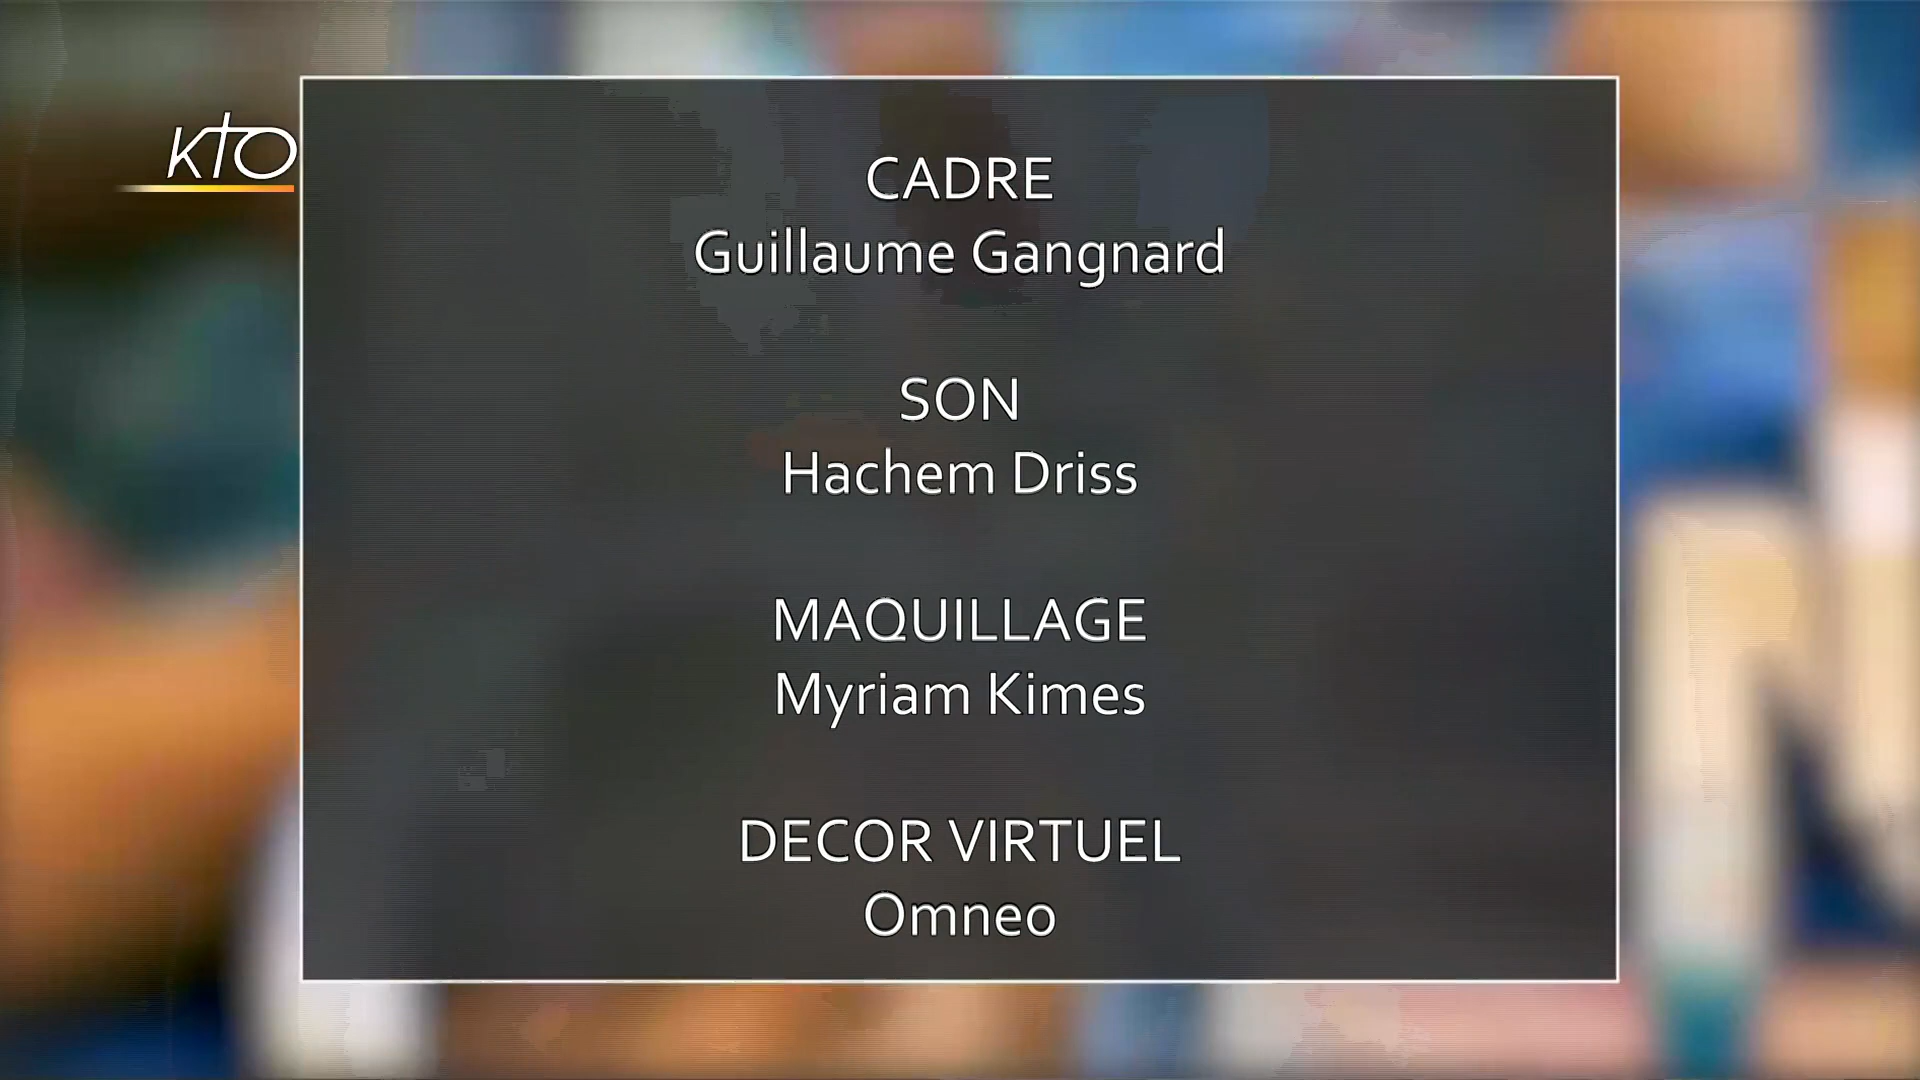 KTO
CADRE
Guillaume Gangnard
SON
Hachem Driss
MAQUILLAGE
Myriam Kimes
DECOR VIRTUEL
Omneo